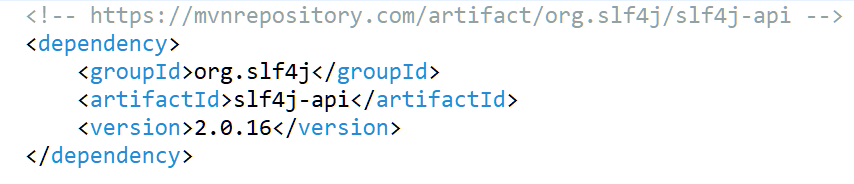 <!-- https://mvnrepository.com/artifact/org.slf4j/slf4j-api -->
<dependency>
    <groupId>org.slf4j</groupId>
    <artifactId>slf4j-api</artifactId>
    <version>2.0.16</version>
</dependency>